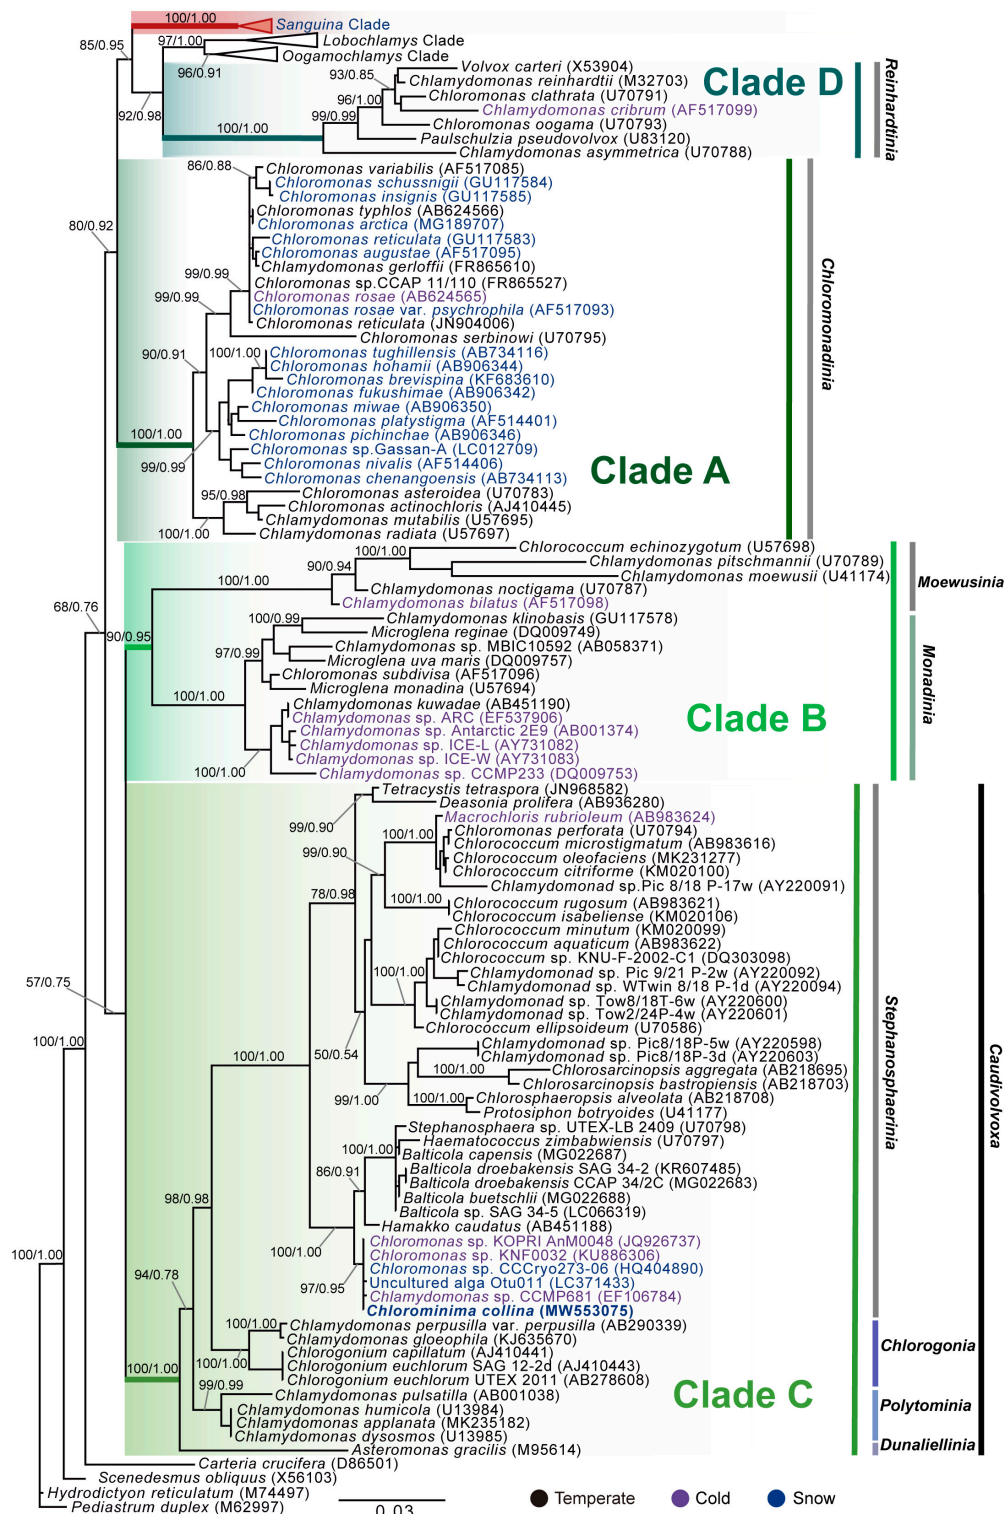 100/1.00
Sanguina Clade
85/0.95
97/1.00
Lobochlamys Clade
Oogamochlamys Clade
96/0.91
Volvox carteri (X53904)
93/0.85
Chlamydomonas reinhardtii (M32703)
Clade D
Reinhardtinia
Chloromonas clathrata (U70791)
96/1.00
Chlamydomonas cribrum (AF517099)
92/0.98
99/0.99
Chloromonas oogama (U70793)
100/1.00
Paulschulzia pseudovolvox (U83120)
Chlamydomonas asymmetrica (U70788)
86/0.88
Chloromonas variabilis (AF517085)
Chloromonas schussnigii (GU117584)
Chloromonas insignis (GU117585)
Chloromonas typhlos (AB624566)
80/0.92
Chloromonas arctica (MG189707)
Chloromonas reticulata (GU117583)
Chloromonas augustae (AF517095)
Chlamydomonas gerloffii (FR865610)
99/0.99
Chloromonas sp.CCAP 11/110 (FR865527)
99/0.99
Chloromonas rosae (AB624565)
Chloromonas rosae var. psychrophila (AF517093)
Chloromonas reticulata (JN904006)
Chloromonadinia
Chloromonas serbinowi (U70795)
90/0.91
100/1.00
Chloromonas tughillensis (AB734116)
Chloromonas hohamii (AB906344)
Chloromonas brevispina (KF683610)
Chloromonas fukushimae (AB906342)
Chloromonas miwae (AB906350)
Chloromonas platystigma (AF514401)
100/1.00
Chloromonas pichinchae (AB906346)
Chloromonas sp.Gassan-A (LC012709)
99/0.99
Chloromonas nivalis (AF514406)
Clade A
Chloromonas chenangoensis (AB734113)
95/0.98
Chloromonas asteroidea (U70783)
Chloromonas actinochloris (AJ410445)
Chlamydomonas mutabilis (U57695)
100/1.00
Chlamydomonas radiata (U57697)
100/1.00
Chlorococcum echinozygotum (U57698)
90/0.94
Chlamydomonas pitschmannii (U70789)
100/1.00
Chlamydomonas moewusii (U41174)
Moewusinia
Chlamydomonas noctigama (U70787)
68/0.76
Chlamydomonas bilatus (AF517098)
100/0.99
Chlamydomonas klinobasis (GU117578)
90/0.95
Microglena reginae (DQ009749)
97/0.99
Chlamydomonas sp. MBIC10592 (AB058371)
Microglena uva maris (DQ009757)
Monadinia
Chloromonas subdivisa (AF517096)
100/1.00
Microglena monadina (U57694)
Chlamydomonas kuwadae (AB451190)
Chlamydomonas sp. ARC (EF537906)
Clade B
Chlamydomonas sp. Antarctic 2E9 (AB001374)
Chlamydomonas sp. ICE-L (AY731082)
Chlamydomonas sp. ICE-W (AY731083)
100/1.00
Chlamydomonas sp. CCMP233 (DQ009753)
Tetracystis tetraspora (JN968582)
Deasonia prolifera (AB936280)
99/0.90
Macrochloris rubrioleum (AB983624)
100/1.00
Chloromonas perforata (U70794)
99/0.90
Chlorococcum microstigmatum (AB983616)
Chlorococcum oleofaciens (MK231277)
Chlorococcum citriforme (KM020100)
78/0.98
Chlamydomonad sp.Pic 8/18 P-17w (AY220091)
100/1.00
Chlorococcum rugosum (AB983621)
Chlorococcum isabeliense (KM020106)
Chlorococcum minutum (KM020099)
Chlorococcum aquaticum (AB983622)
Chlorococcum sp. KNU-F-2002-C1 (DQ303098)
100/1.00
Chlamydomonad sp. Pic 9/21 P-2w (AY220092)
57/0.75
Chlamydomonad sp. WTwin 8/18 P-1d (AY220094)
Chlamydomonad sp. Tow8/18T-6w (AY220600)
Chlamydomonad sp. Tow2/24P-4w (AY220601)
Chlorococcum ellipsoideum (U70586)
100/1.00
Chlamydomonad sp. Pic8/18P-5w (AY220598)
50/0.54
Chlamydomonad sp. Pic8/18P-3d (AY220603)
100/1.00
100/1.00
Chlorosarcinopsis aggregata (AB218695)
Stephanosphaerinia
Caudivolvoxa
Chlorosarcinopsis bastropiensis (AB218703)
99/1.00
100/1.00
Chlorosphaeropsis alveolata (AB218708)
Protosiphon botryoides (U41177)
Stephanosphaera sp. UTEX-LB 2409 (U70798)
Haematococcus zimbabwiensis (U70797)
100/1.00
Balticola capensis (MG022687)
86/0.91
Balticola droebakensis SAG 34-2 (KR607485)
Balticola droebakensis CCAP 34/2C (MG022683)
98/0.98
Balticola buetschlii (MG022688)
Balticola sp. SAG 34-5 (LC066319)
Hamakko caudatus (AB451188)
Chloromonas sp. KOPRI AnM0048 (JQ926737)
100/1.00
100/1.00
Chloromonas sp. KNF0032 (KU886306)
Chloromonas sp. CCCryo273-06 (HQ404890)
94/0.78
97/0.95
Uncultured alga Otu011 (LC371433)
Chlamydomonas sp. CCMP681 (EF106784)
Chlorominima collina (MW553075)
100/1.00
Chlamydomonas perpusilla var. perpusilla (AB290339)
Chlamydomonas gloeophila (KJ635670)
Chlorogonia
Chlorogonium capillatum (AJ410441)
100/1.00
100/1.00
Chlorogonium euchlorum SAG 12-2d (AJ410443)
Chlorogonium euchlorum UTEX 2011 (AB278608)
99/0.99
Chlamydomonas pulsatilla (AB001038)
Clade C
Polytominia
Chlamydomonas humicola (U13984)
Chlamydomonas applanata (MK235182)
Chlamydomonas dysosmos (U13985)
Dunaliellinia
Asteromonas gracilis (M95614)
Carteria crucifera (D86501)
Scenedesmus obliquus (X56103)
Hydrodictyon reticulatum (M74497)
Pediastrum duplex (M62997)
0.03
Temperate
Cold
Snow